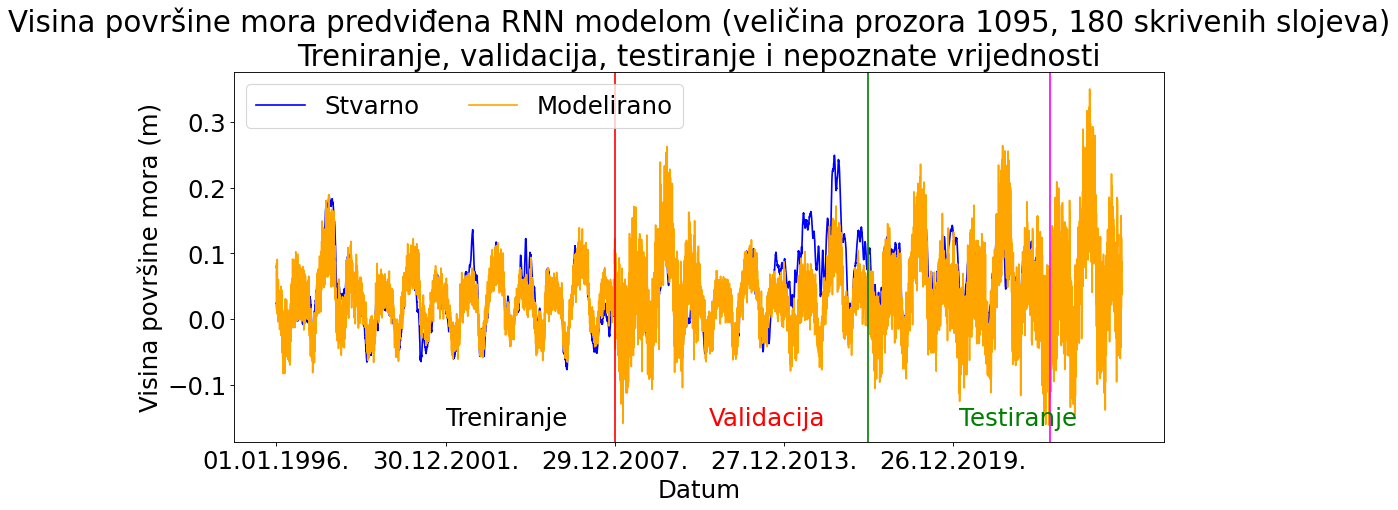 Visina površine mora predviđena RNN modelom (veličina prozora 1095, 180 skrivenih slojeva)
Treniranje, validacija, testiranje i nepoznate vrijednosti
Stvarno Modelirano
Visina površine mora (m)
0.3
0.2
0.1
0.0
−0.1
Treniranje Validacija Testiranje
01.01.1996. 30.12.2001. 29.12.2007. 27.12.2013. 26.12.2019.
Datum